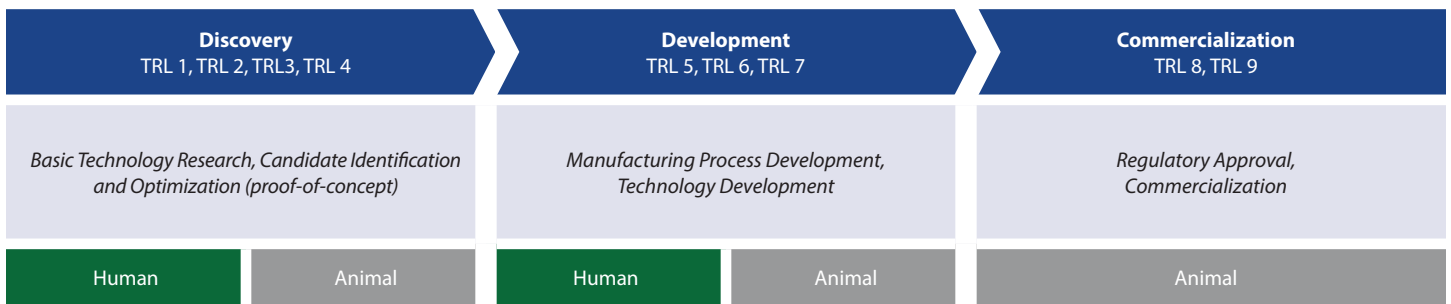 Discovery
TRL 1, TRL 2, TRL3, TRL 4
Development
TRL 5, TRL 6, TRL 7
Commercialization
TRL 8, TRL 9
Basic Technology Research, Candidate Identification
and Optimization (proof-of-concept)
Manufacturing Process Development,
Technology Development
Regulatory Approval,
Commercialization
Human
Animal
Human
Animal
Animal